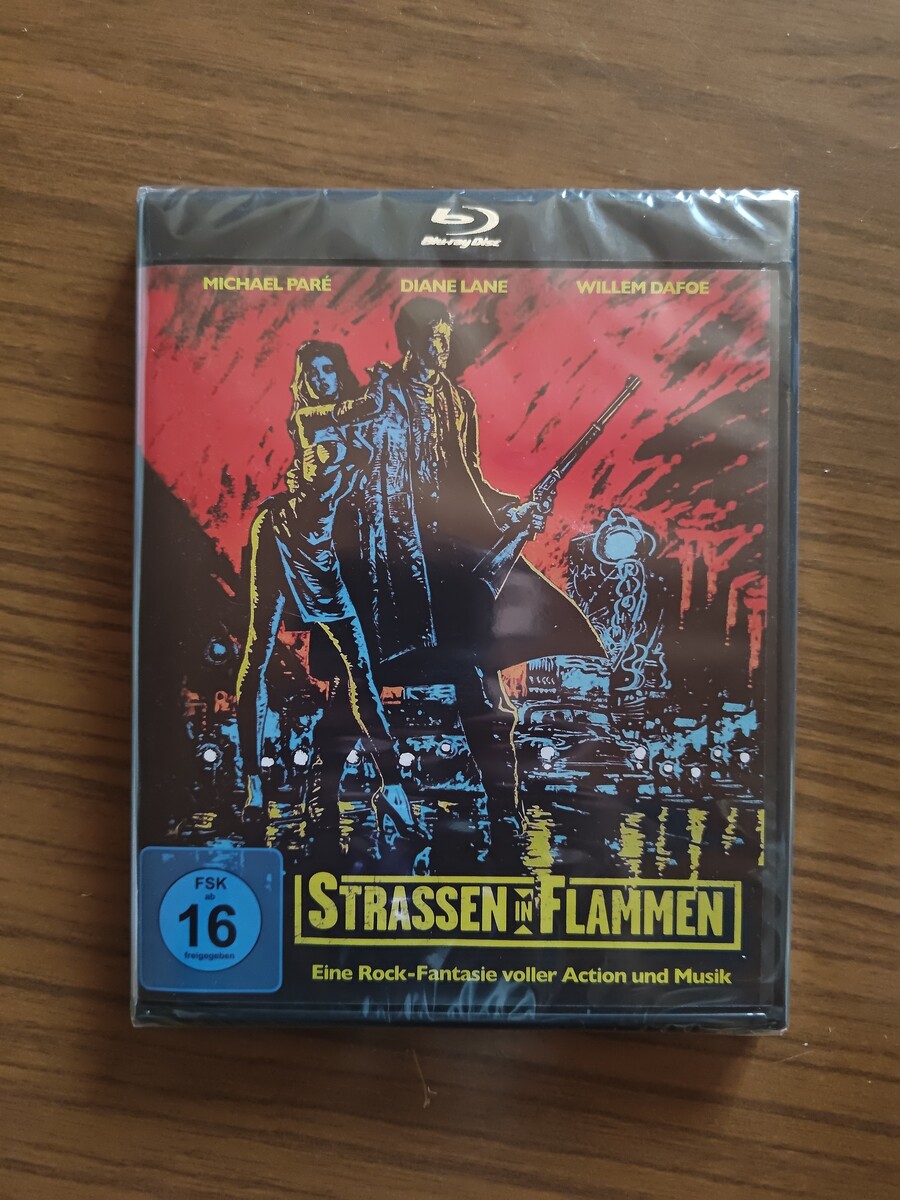 Blu-ray Disc
MICHAEL PARÉ DIANE LANE WILLEM DAFOE
STRASSEN IN FLAMMEN
Eine Rock-Fantasie voller Action und Musik
FSK
ab
16
freigegeben